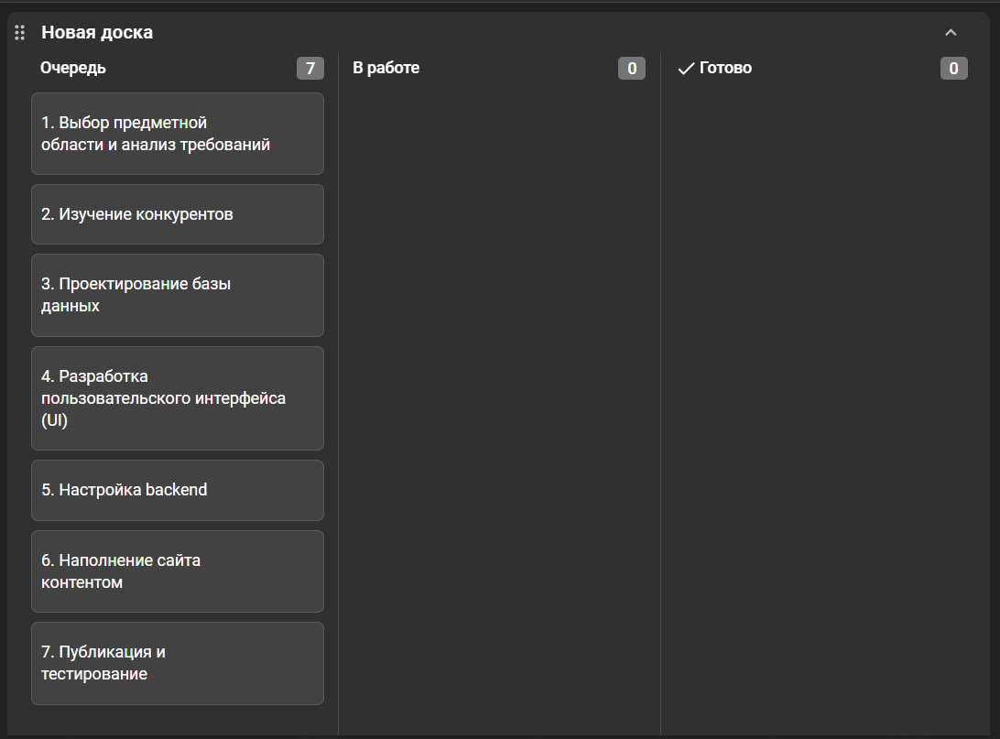 Новая доска
Очередь 7
В работе 0
Готово 0
1. Выбор предметной
области и анализ требований
2. Изучение конкурентов
3. Проектирование базы
данных
4. Разработка
пользовательского интерфейса
(UI)
5. Настройка backend
6. Наполнение сайта
контентом
7. Публикация и
тестирование